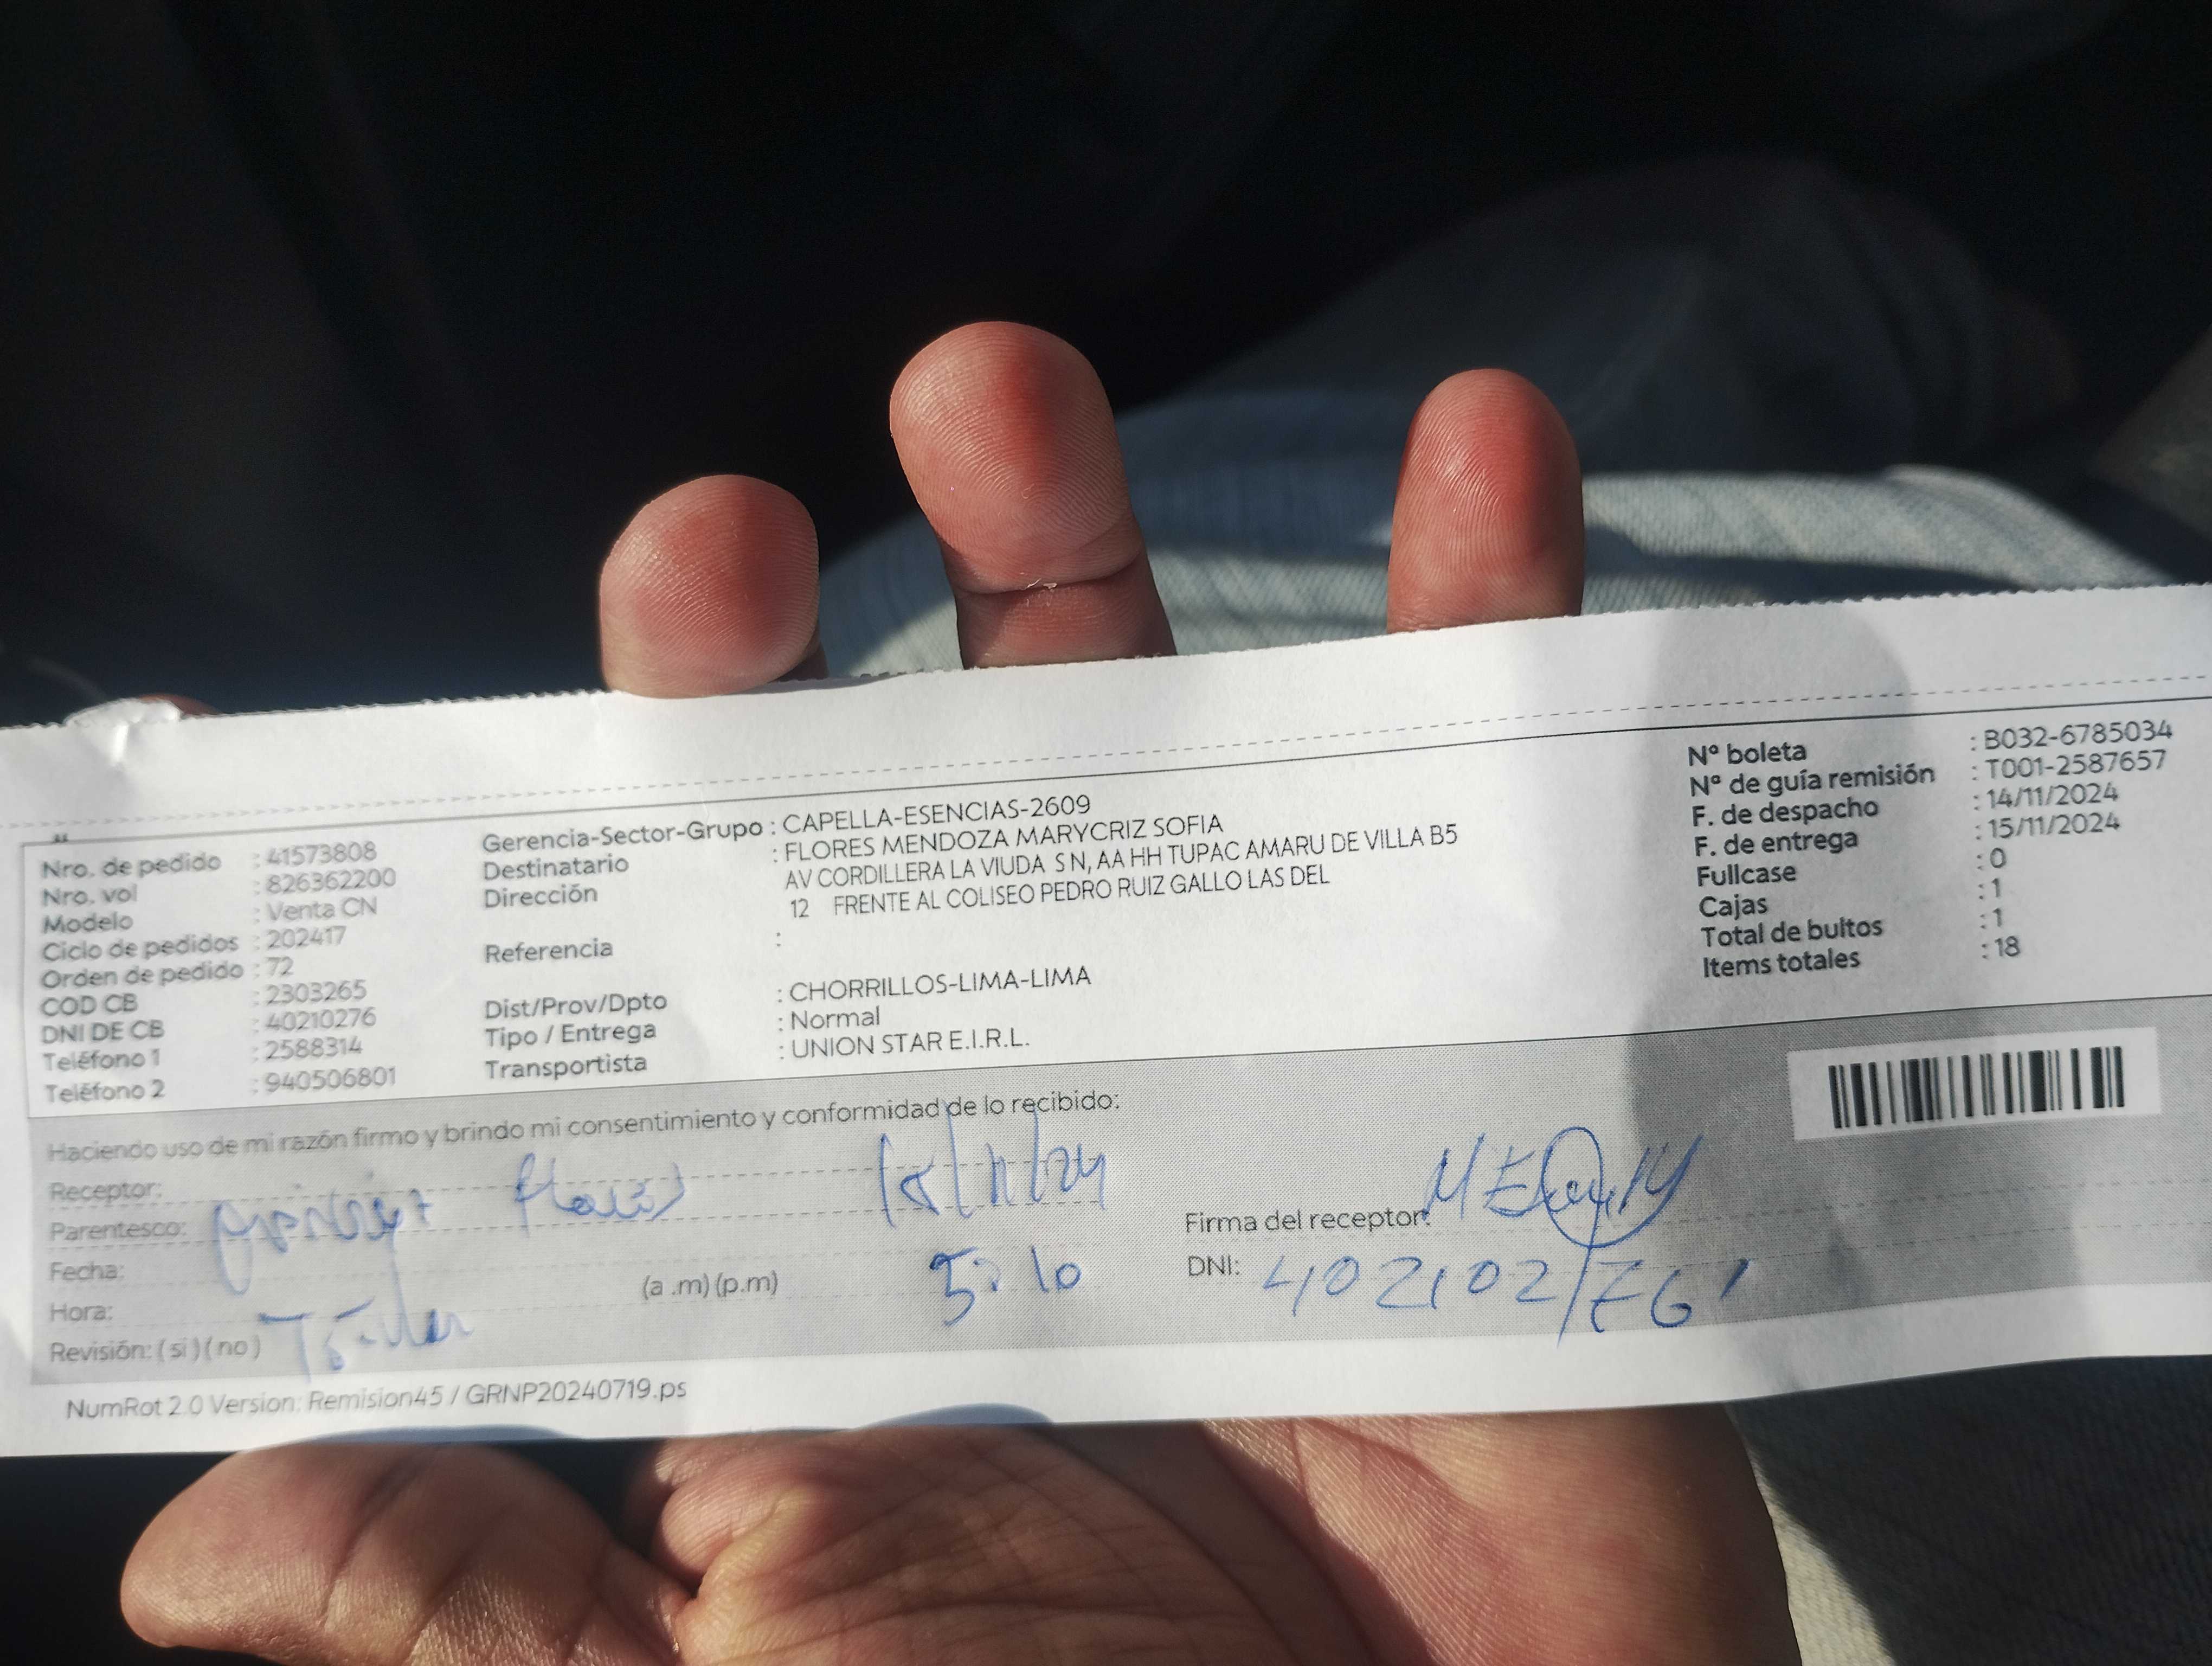 Nro. de pedido : 41573808
Nro. vol : 826362200
Modelo : Venta CN
Ciclo de pedidos : 202417
Orden de pedido : 72
COD CB : 2303265
DNI DE CB : 40210276
Teléfono 1 : 2588314
Teléfono 2 : 940506801
Gerencia-Sector-Grupo : CAPELLA-ESENCIAS-2609
Destinatario : FLORES MENDOZA MARYCRIZ SOFIA
Dirección AV CORDILLERA LA VIUDA S N, AA HH TUPAC AMARU DE VILLA B5
12 FRENTE AL COLISEO PEDRO RUIZ GALLO LAS DEL
Referencia :
Dist/Prov/Dpto : CHORRILLOS-LIMA-LIMA
Tipo / Entrega : Normal
Transportista : UNION STAR E.I.R.L.
Nº boleta : B032-6785034
Nº de guía remisión : T001-2587657
F. de despacho : 14/11/2024
F. de entrega : 15/11/2024
Fullcase : 0
Cajas : 1
Total de bultos : 1
Items totales : 18
Haciendo uso de mi razón firmo y brindo mi consentimiento y conformidad de lo recibido:
Receptor:
Parentesco: Flores 15/11/24
Fecha:
Hora: (a .m) (p.m) 5:10
Revisión: ( si ) ( no )
Firma del receptor:
DNI: 40210276
NumRot 2.0 Version: Remision45 / GRNP20240719.ps